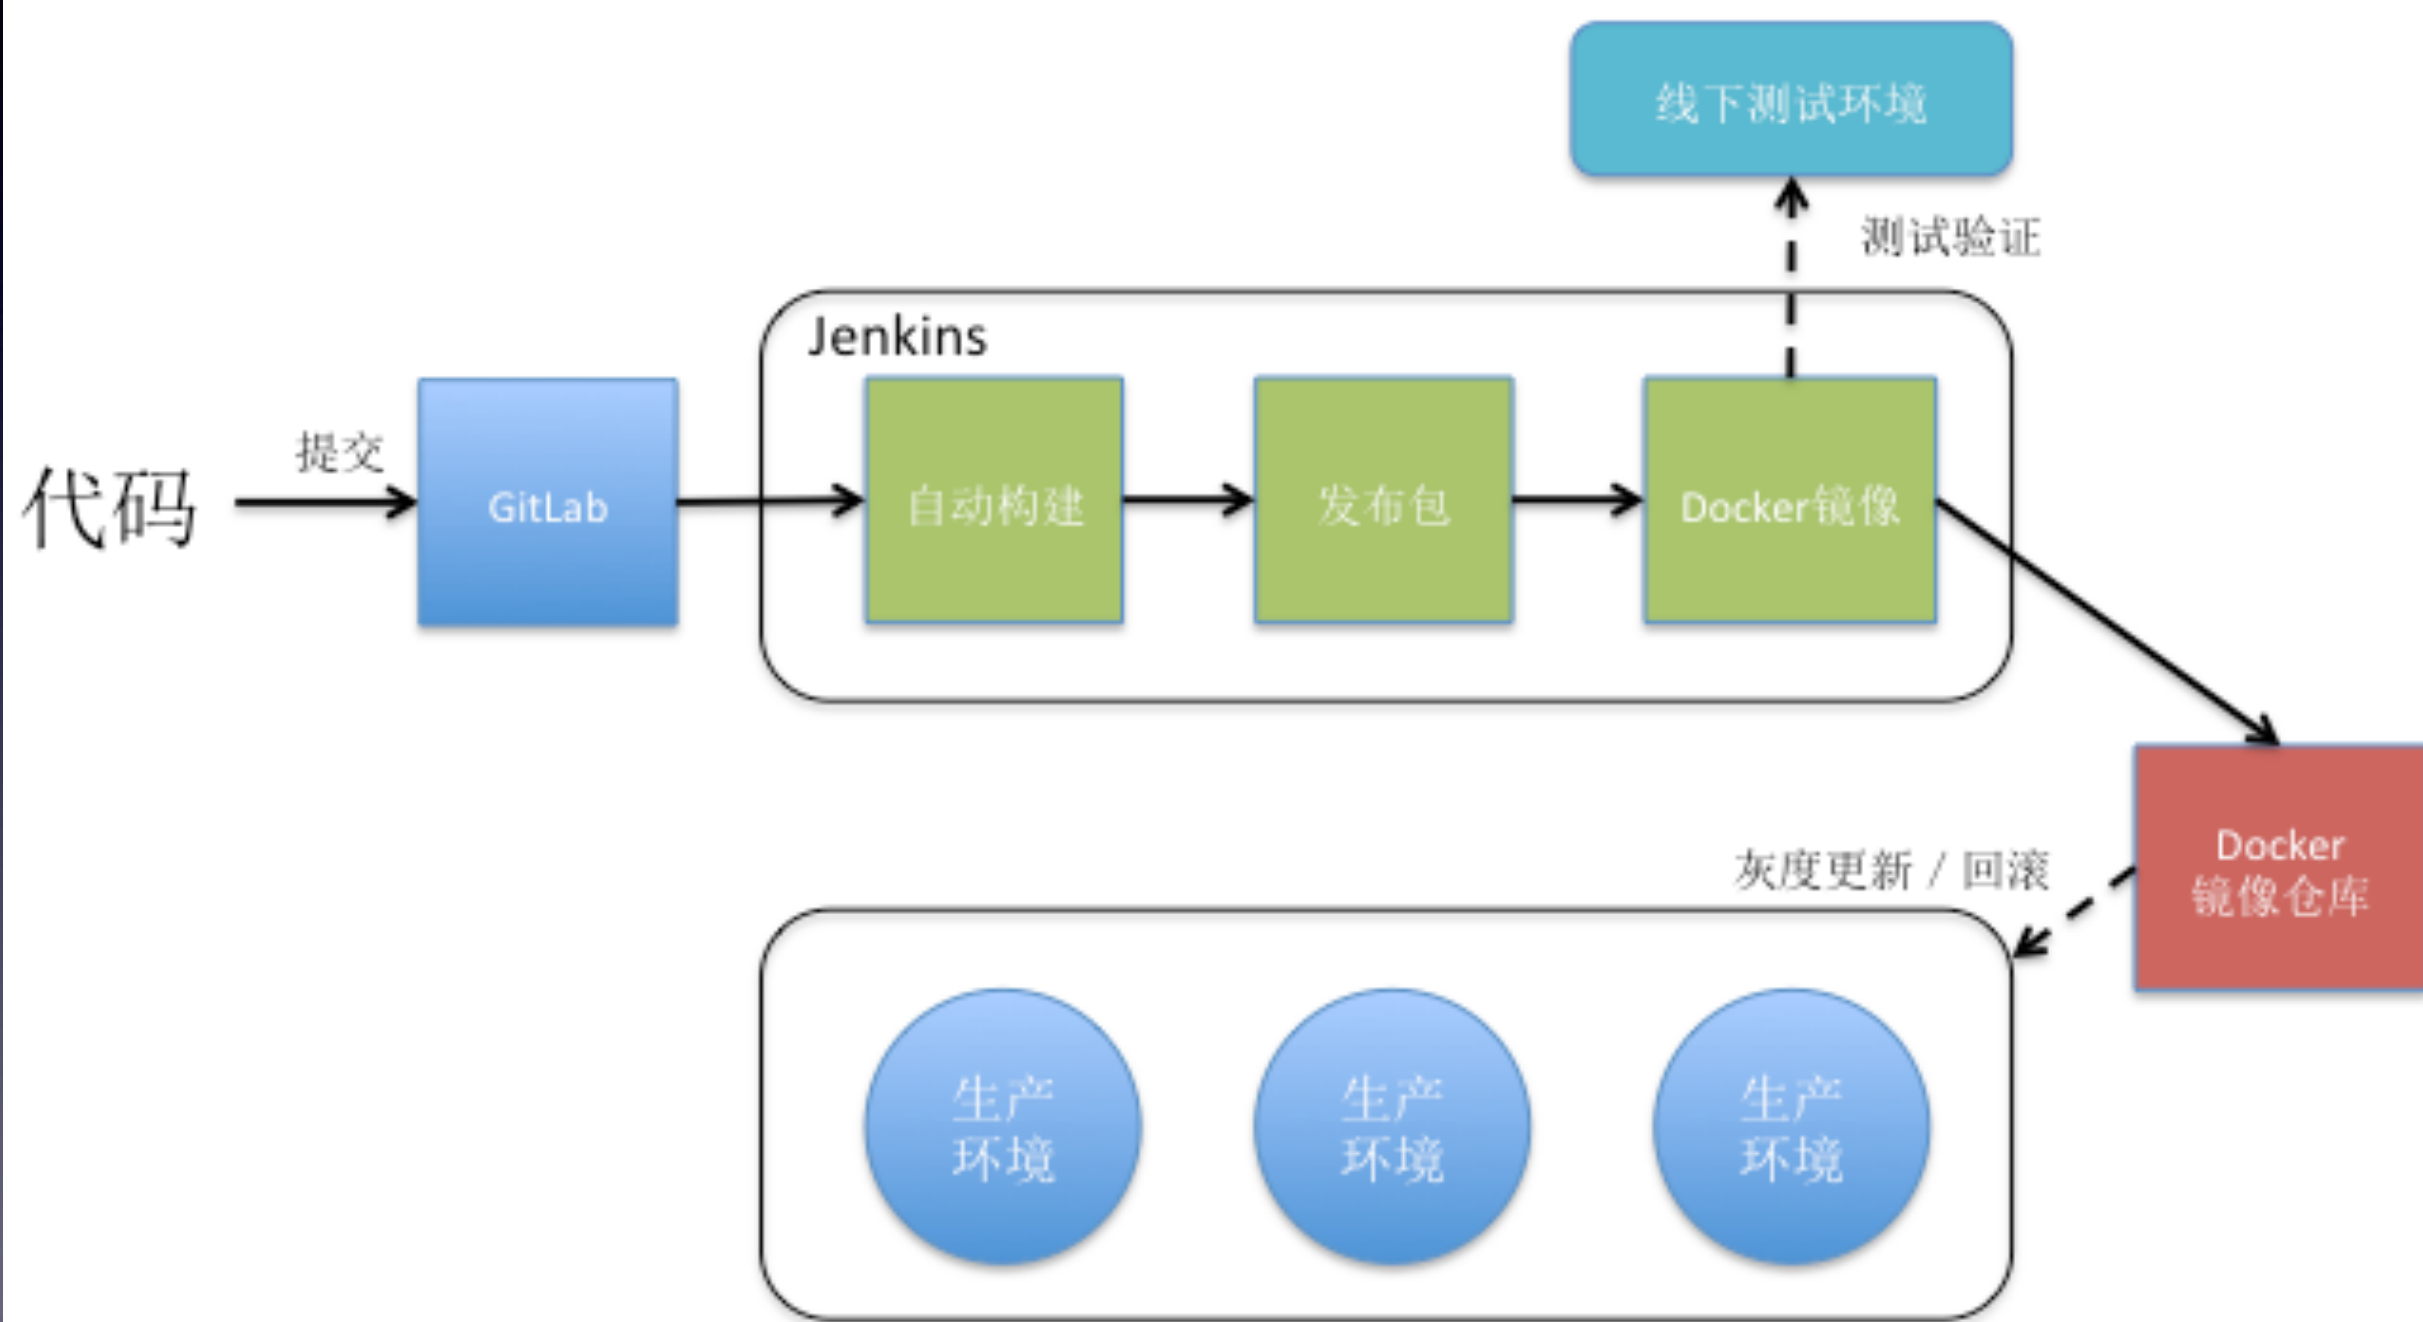 线下测试环境
测试验证
Jenkins
提交
代码
GitLab
自动构建
发布包
Docker镜像
Docker
镜像仓库
灰度更新 / 回滚
生产
环境
生产
环境
生产
环境